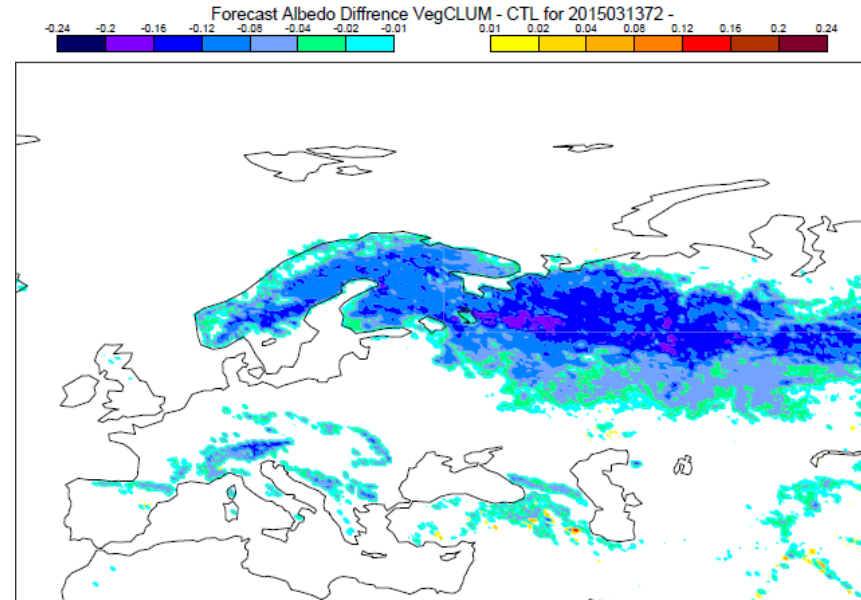 Forecast Albedo Diffrence VegCLUM - CTL for 2015031372 -
-0.24 -0.2 -0.16 -0.12 -0.08 -0.04 -0.02 -0.01 0.01 0.02 0.04 0.08 0.12 0.16 0.2 0.24